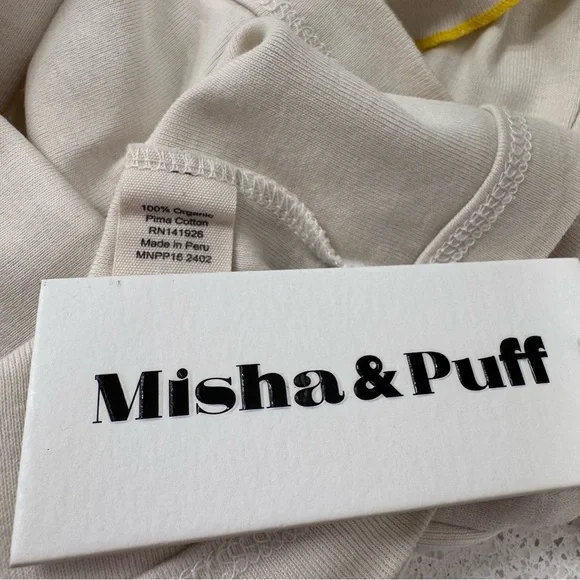 100% Organic
Pima Cotton
RN141926
Made in Peru
MNPP16 2402
Misha & Puff